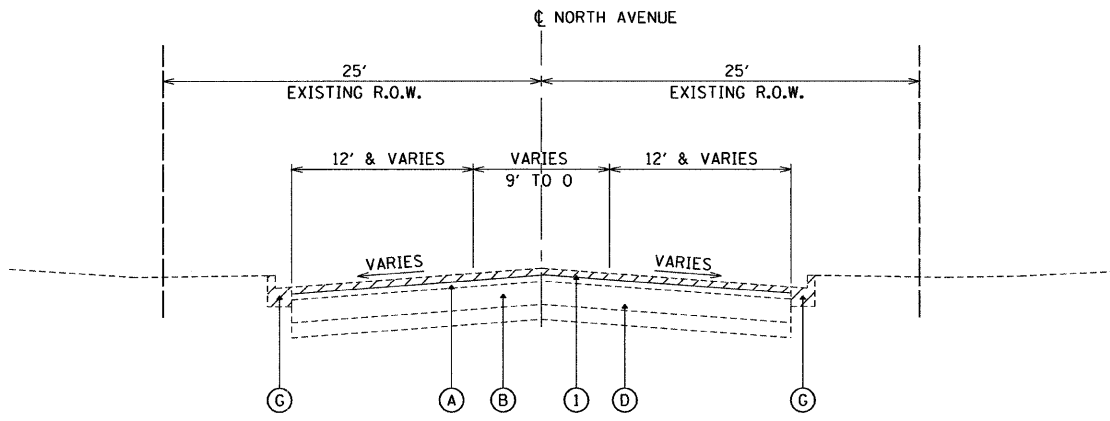 ℄ NORTH AVENUE
25' 25'
EXISTING R.O.W. EXISTING R.O.W.
12' & VARIES VARIES 12' & VARIES
9' TO 0
VARIES VARIES
G A B 1 D G